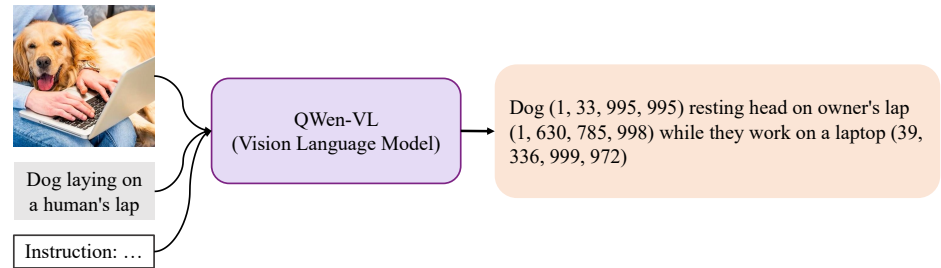 Dog laying on
a human's lap
Instruction: …
QWen-VL
(Vision Language Model)
Dog (1, 33, 995, 995) resting head on owner's lap
(1, 630, 785, 998) while they work on a laptop (39,
336, 999, 972)